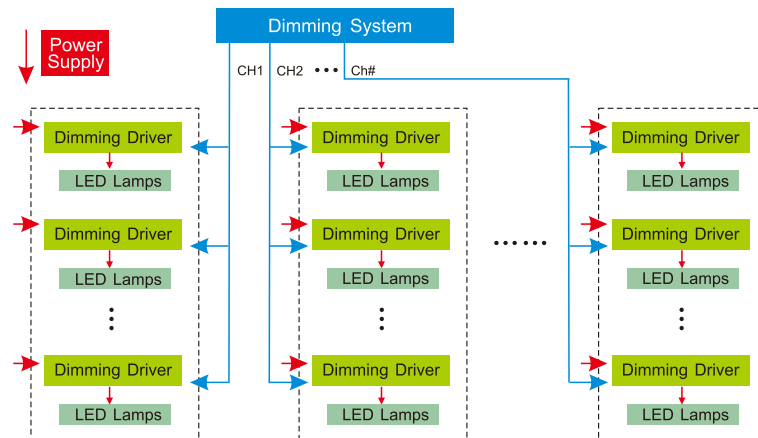 Dimming System
Power
Supply
CH1 CH2 ••• Ch#
Dimming Driver Dimming Driver Dimming Driver
LED Lamps LED Lamps LED Lamps
Dimming Driver Dimming Driver •••••• Dimming Driver
LED Lamps LED Lamps LED Lamps
Dimming Driver Dimming Driver Dimming Driver
LED Lamps LED Lamps LED Lamps